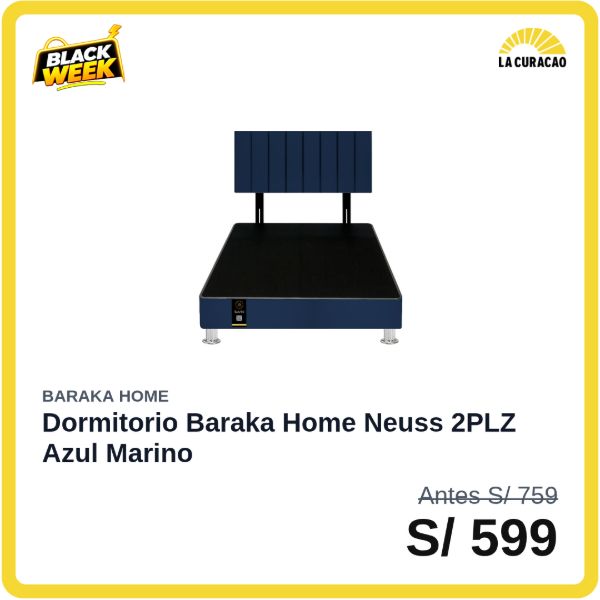 BLACK
WEEK
LA CURACAO
BARAKA HOME
Dormitorio Baraka Home Neuss 2PLZ
Azul Marino
Antes S/ 759
S/ 599